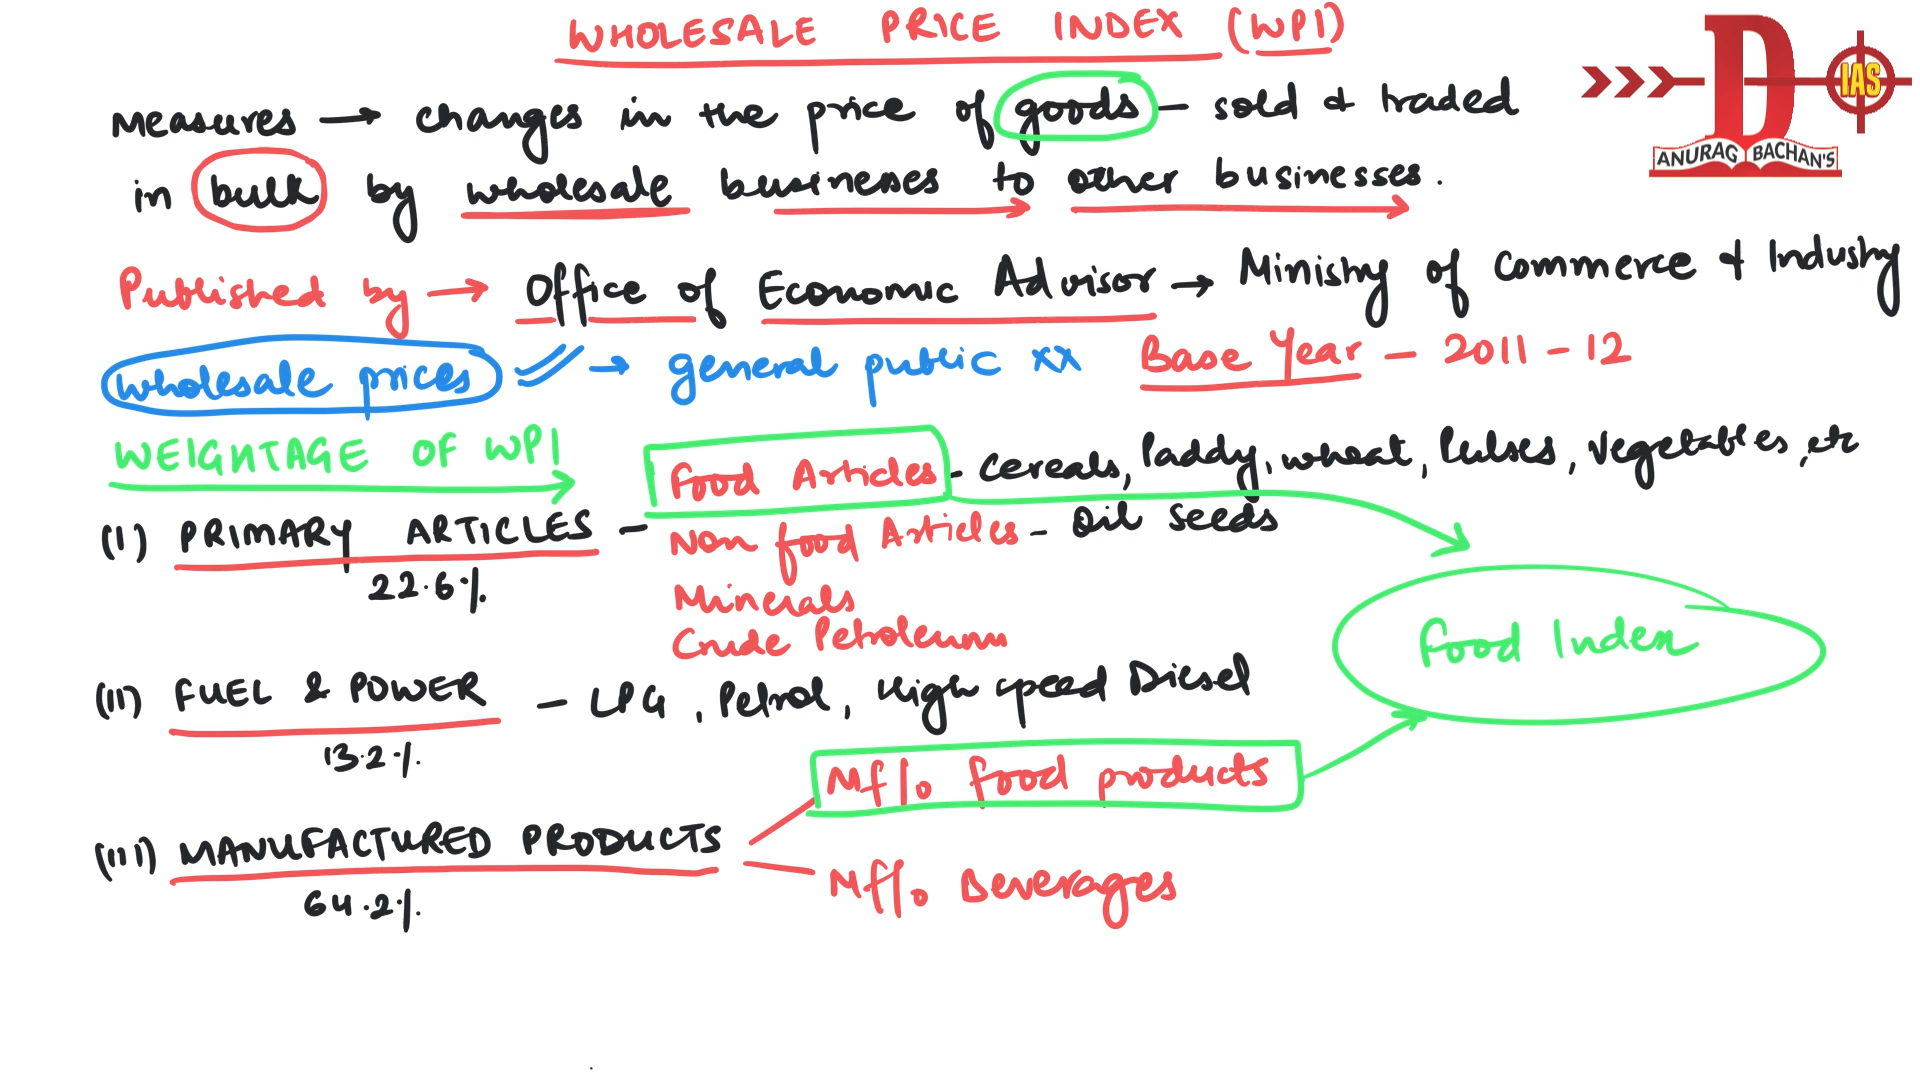 WHOLESALE PRICE INDEX (WPI)
D IAS
ANURAG BACHAN'S
Measures → changes in the price of goods – sold & traded
in bulk by wholesale businesses to other businesses.
Published by → Office of Economic Advisor → Ministry of Commerce & Industry
wholesale prices → general public xx Base Year – 2011-12
WEIGHTAGE OF WPI
Food Articles - Cereals, Paddy, wheat, Pulses, Vegetables, etc
(I) PRIMARY ARTICLES –
22.6%.
Non food Articles - Oil seeds
Minerals
Crude Petroleum
Food Index
(II) FUEL & POWER – LPG, Petrol, High speed Diesel
13.2%.
Mf/o food products
(III) MANUFACTURED PRODUCTS
64.2%.
Mf/o Beverages